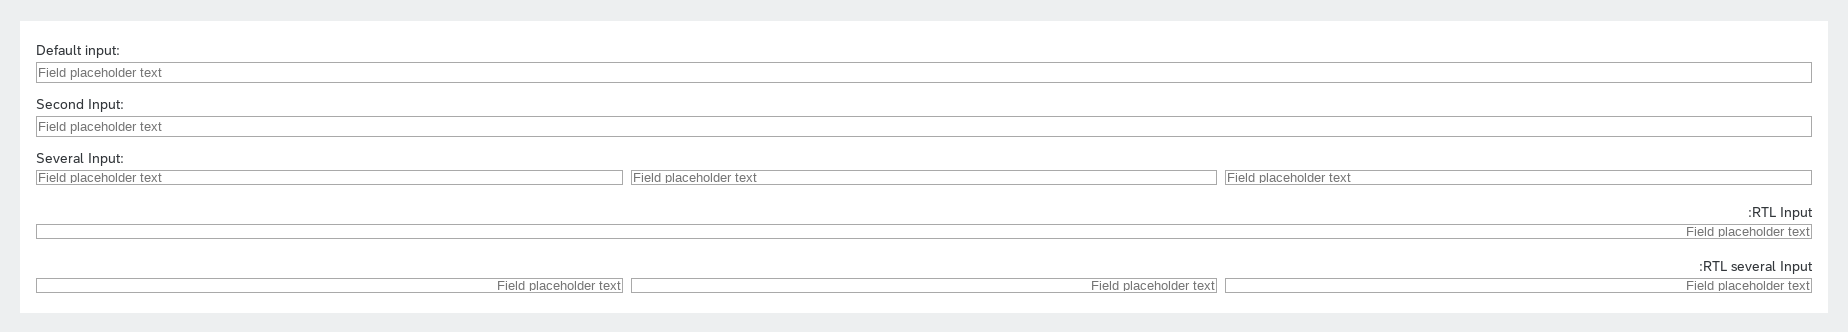 Default input:
Field placeholder text
Second Input:
Field placeholder text
Several Input:
Field placeholder text Field placeholder text Field placeholder text
:RTL Input
Field placeholder text
:RTL several Input
Field placeholder text Field placeholder text Field placeholder text